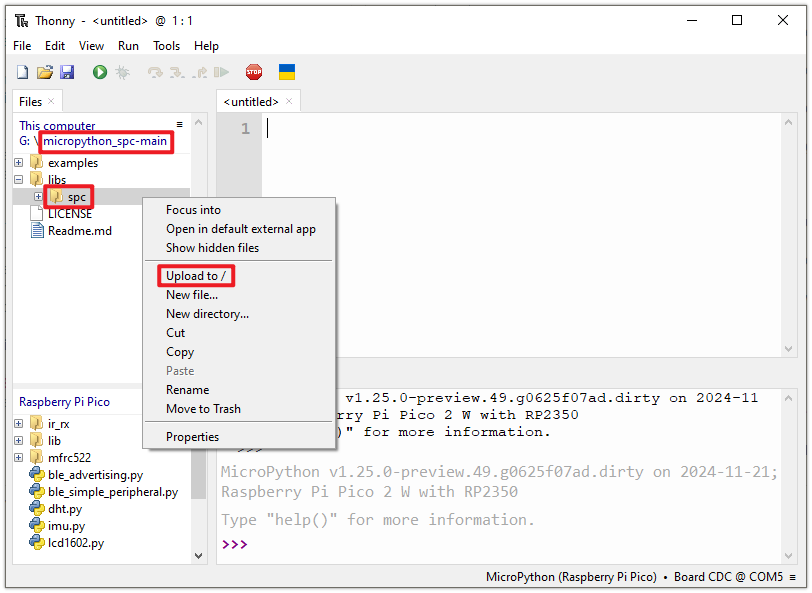 Thonny - <untitled> @ 1 : 1
File Edit View Run Tools Help
STOP
Files ×
<untitled> ×
This computer
G: \ micropython_spc-main
1
examples
libs
spc
LICENSE
Readme.md
Focus into
Open in default external app
Show hidden files
Upload to /
New file...
New directory...
Cut
Copy
Paste
Rename
Move to Trash
Properties
Raspberry Pi Pico
ir_rx
lib
mfrc522
ble_advertising.py
ble_simple_peripheral.py
dht.py
imu.py
lcd1602.py
v1.25.0-preview.49.g0625f07ad.dirty on 2024-11
rry Pi Pico 2 W with RP2350
)" for more information.
>>>
MicroPython v1.25.0-preview.49.g0625f07ad.dirty on 2024-11-21;
Raspberry Pi Pico 2 W with RP2350
Type "help()" for more information.
>>>
MicroPython (Raspberry Pi Pico) • Board CDC @ COM5 ≡